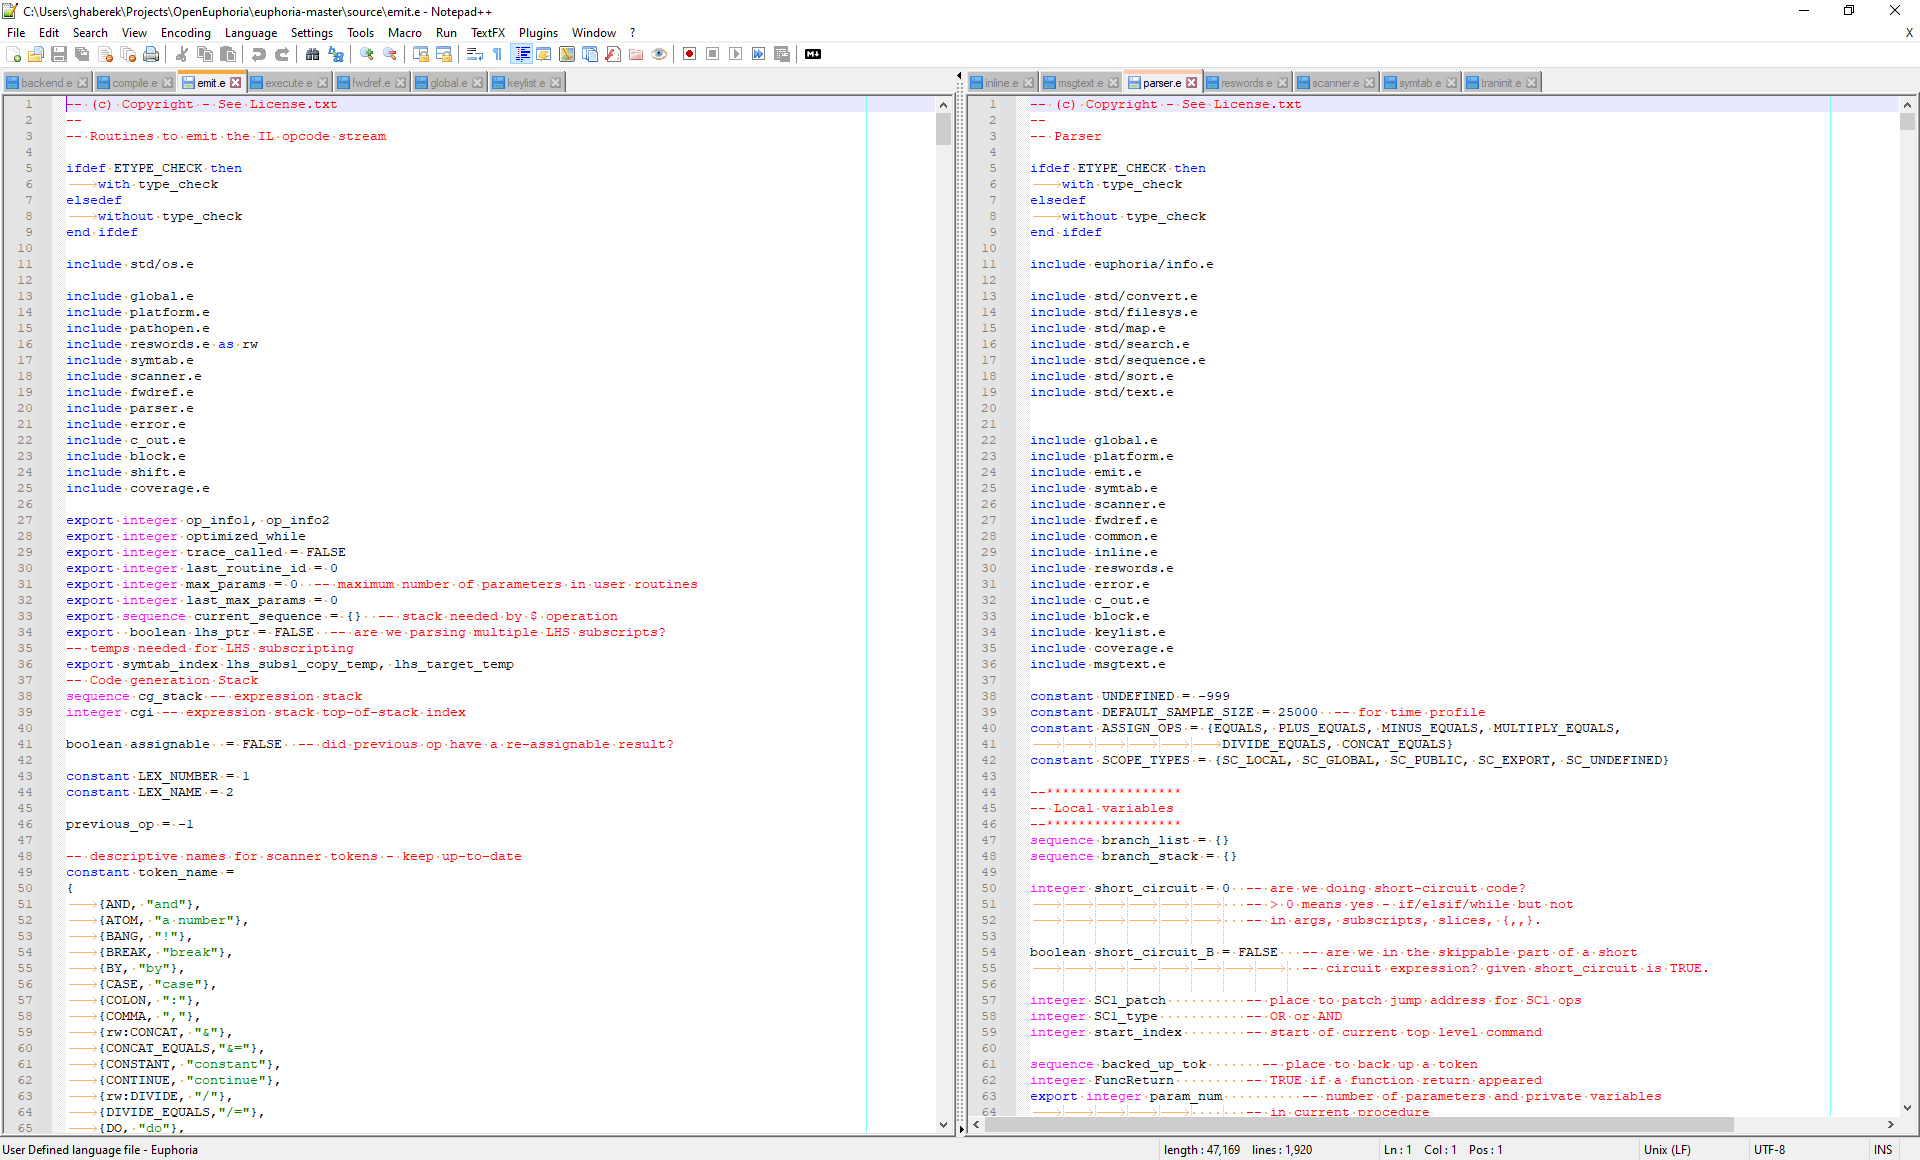 C:\Users\ghaberek\Projects\OpenEuphoria\euphoria-master\source\emit.e - Notepad++
File Edit Search View Encoding Language Settings Tools Macro Run TextFX Plugins Window ? X
backend.e compile.e emit.e execute.e fwdref.e global.e keylist.e
1 -- (c) Copyright - See License.txt
2 --
3 -- Routines to emit the IL opcode stream
4
5 ifdef ETYPE_CHECK then
6 with type_check
7 elsedef
8 without type_check
9 end ifdef
10
11 include std/os.e
12
13 include global.e
14 include platform.e
15 include pathopen.e
16 include reswords.e as rw
17 include symtab.e
18 include scanner.e
19 include fwdref.e
20 include parser.e
21 include error.e
22 include c_out.e
23 include block.e
24 include shift.e
25 include coverage.e
26
27 export integer op_info1, op_info2
28 export integer optimized_while
29 export integer trace_called = FALSE
30 export integer last_routine_id = 0
31 export integer max_params = 0  -- maximum number of parameters in user routines
32 export integer last_max_params = 0
33 export sequence current_sequence = {}  -- stack needed by $ operation
34 export  boolean lhs_ptr = FALSE  -- are we parsing multiple LHS subscripts?
35 -- temps needed for LHS subscripting
36 export symtab_index lhs_subs1_copy_temp, lhs_target_temp
37 -- Code generation Stack
38 sequence cg_stack -- expression stack
39 integer cgi -- expression stack top-of-stack index
40
41 boolean assignable  = FALSE  -- did previous op have a re-assignable result?
42
43 constant LEX_NUMBER = 1
44 constant LEX_NAME = 2
45
46 previous_op = -1
47
48 -- descriptive names for scanner tokens - keep up-to-date
49 constant token_name =
50 {
51 {AND, "and"},
52 {ATOM, "a number"},
53 {BANG, "!"},
54 {BREAK, "break"},
55 {BY, "by"},
56 {CASE, "case"},
57 {COLON, ":"},
58 {COMMA, ","},
59 {rw:CONCAT, "&"},
60 {CONCAT_EQUALS,"&="},
61 {CONSTANT, "constant"},
62 {CONTINUE, "continue"},
63 {rw:DIVIDE, "/"},
64 {DIVIDE_EQUALS,"/="},
65 {DO, "do"},
inline.e msgtext.e parser.e reswords.e scanner.e symtab.e traninit.e
1 -- (c) Copyright - See License.txt
2 --
3 -- Parser
4
5 ifdef ETYPE_CHECK then
6 with type_check
7 elsedef
8 without type_check
9 end ifdef
10
11 include euphoria/info.e
12
13 include std/convert.e
14 include std/filesys.e
15 include std/map.e
16 include std/search.e
17 include std/sequence.e
18 include std/sort.e
19 include std/text.e
20
21
22 include global.e
23 include platform.e
24 include emit.e
25 include symtab.e
26 include scanner.e
27 include fwdref.e
28 include common.e
29 include inline.e
30 include reswords.e
31 include error.e
32 include c_out.e
33 include block.e
34 include keylist.e
35 include coverage.e
36 include msgtext.e
37
38 constant UNDEFINED = -999
39 constant DEFAULT_SAMPLE_SIZE = 25000  -- for time profile
40 constant ASSIGN_OPS = {EQUALS, PLUS_EQUALS, MINUS_EQUALS, MULTIPLY_EQUALS,
41 DIVIDE_EQUALS, CONCAT_EQUALS}
42 constant SCOPE_TYPES = {SC_LOCAL, SC_GLOBAL, SC_PUBLIC, SC_EXPORT, SC_UNDEFINED}
43
44 --*****************
45 -- Local variables
46 --*****************
47 sequence branch_list = {}
48 sequence branch_stack = {}
49
50 integer short_circuit = 0  -- are we doing short-circuit code?
51 -- > 0 means yes - if/elsif/while but not
52 -- in args, subscripts, slices, {,,}.
53
54 boolean short_circuit_B = FALSE   -- are we in the skippable part of a short
55 -- circuit expression? given short_circuit is TRUE.
56
57 integer SC1_patch          -- place to patch jump address for SC1 ops
58 integer SC1_type           -- OR or AND
59 integer start_index        -- start of current top level command
60
61 sequence backed_up_tok       -- place to back up a token
62 integer FuncReturn         -- TRUE if a function return appeared
63 export integer param_num          -- number of parameters and private variables
64 -- in current procedure
User Defined language file - Euphoria length : 47,169 lines : 1,920 Ln : 1 Col : 1 Pos : 1 Unix (LF) UTF-8 INS